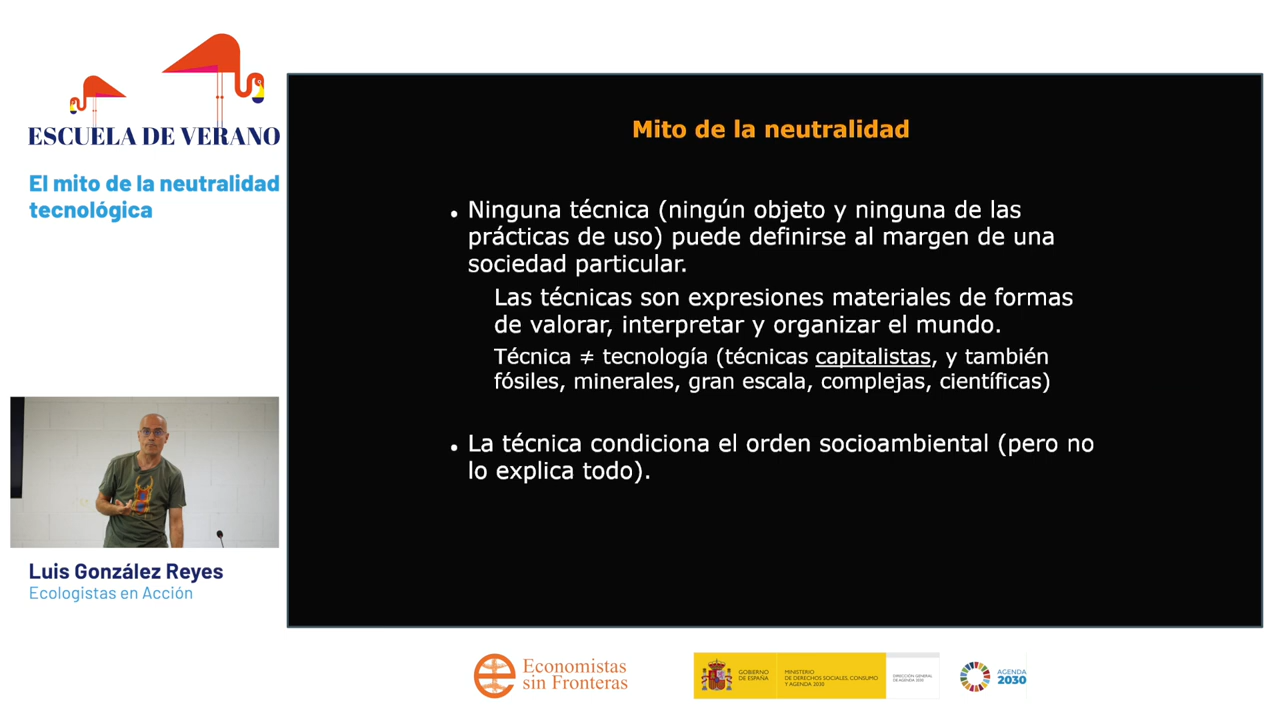 ESCUELA DE VERANO
El mito de la neutralidad
tecnológica
Mito de la neutralidad
• Ninguna técnica (ningún objeto y ninguna de las
prácticas de uso) puede definirse al margen de una
sociedad particular.
Las técnicas son expresiones materiales de formas
de valorar, interpretar y organizar el mundo.
Técnica ≠ tecnología (técnicas capitalistas, y también
fósiles, minerales, gran escala, complejas, científicas)
• La técnica condiciona el orden socioambiental (pero no
lo explica todo).
Luis González Reyes
Ecologistas en Acción
Economistas
sin Fronteras
GOBIERNO
DE ESPAÑA
MINISTERIO
DE DERECHOS SOCIALES, CONSUMO
Y AGENDA 2030
DIRECCIÓN GENERAL
DE AGENDA 2030
AGENDA
2030